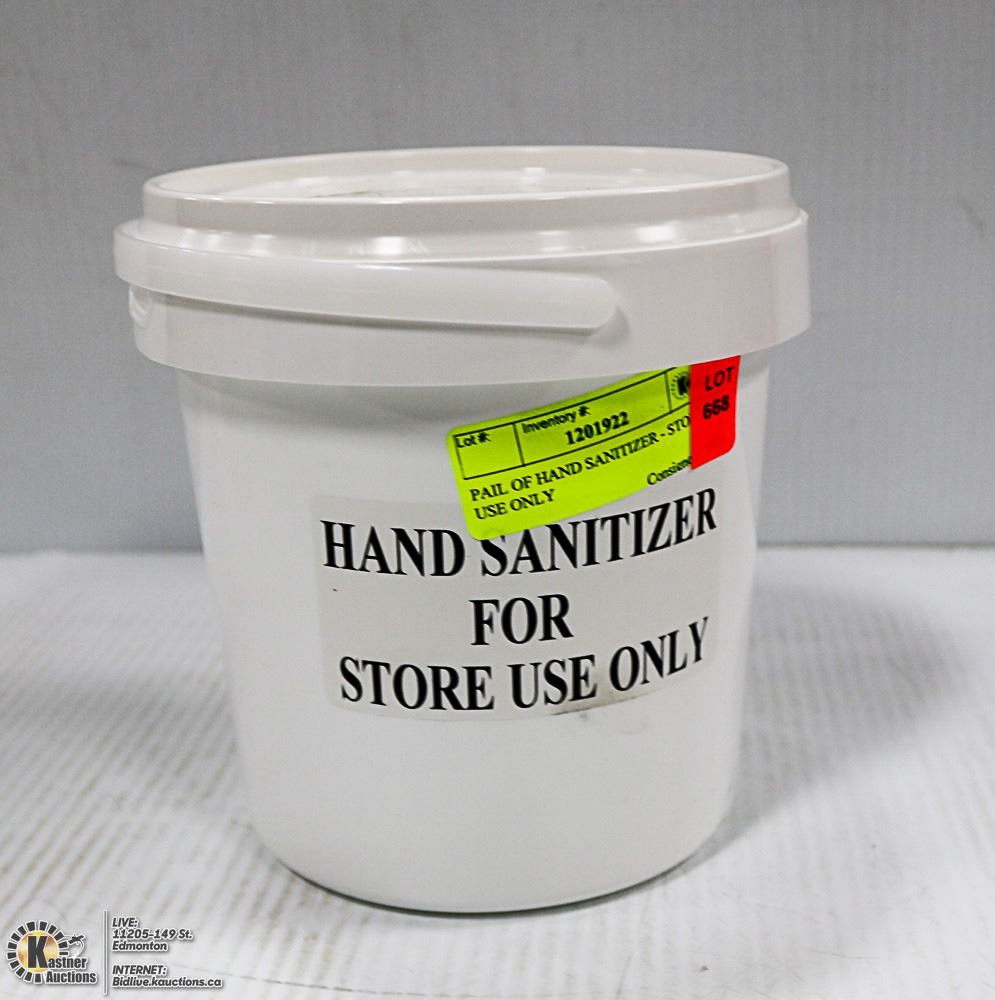 LOT
668
Lot #:
Inventory #:
1201922
PAIL OF HAND SANITIZER - STO
USE ONLY
HAND SANITIZER
FOR
STORE USE ONLY
Kastner
Auctions
LIVE:
11205-149 St.
Edmonton
INTERNET:
Bidlive.kauctions.ca